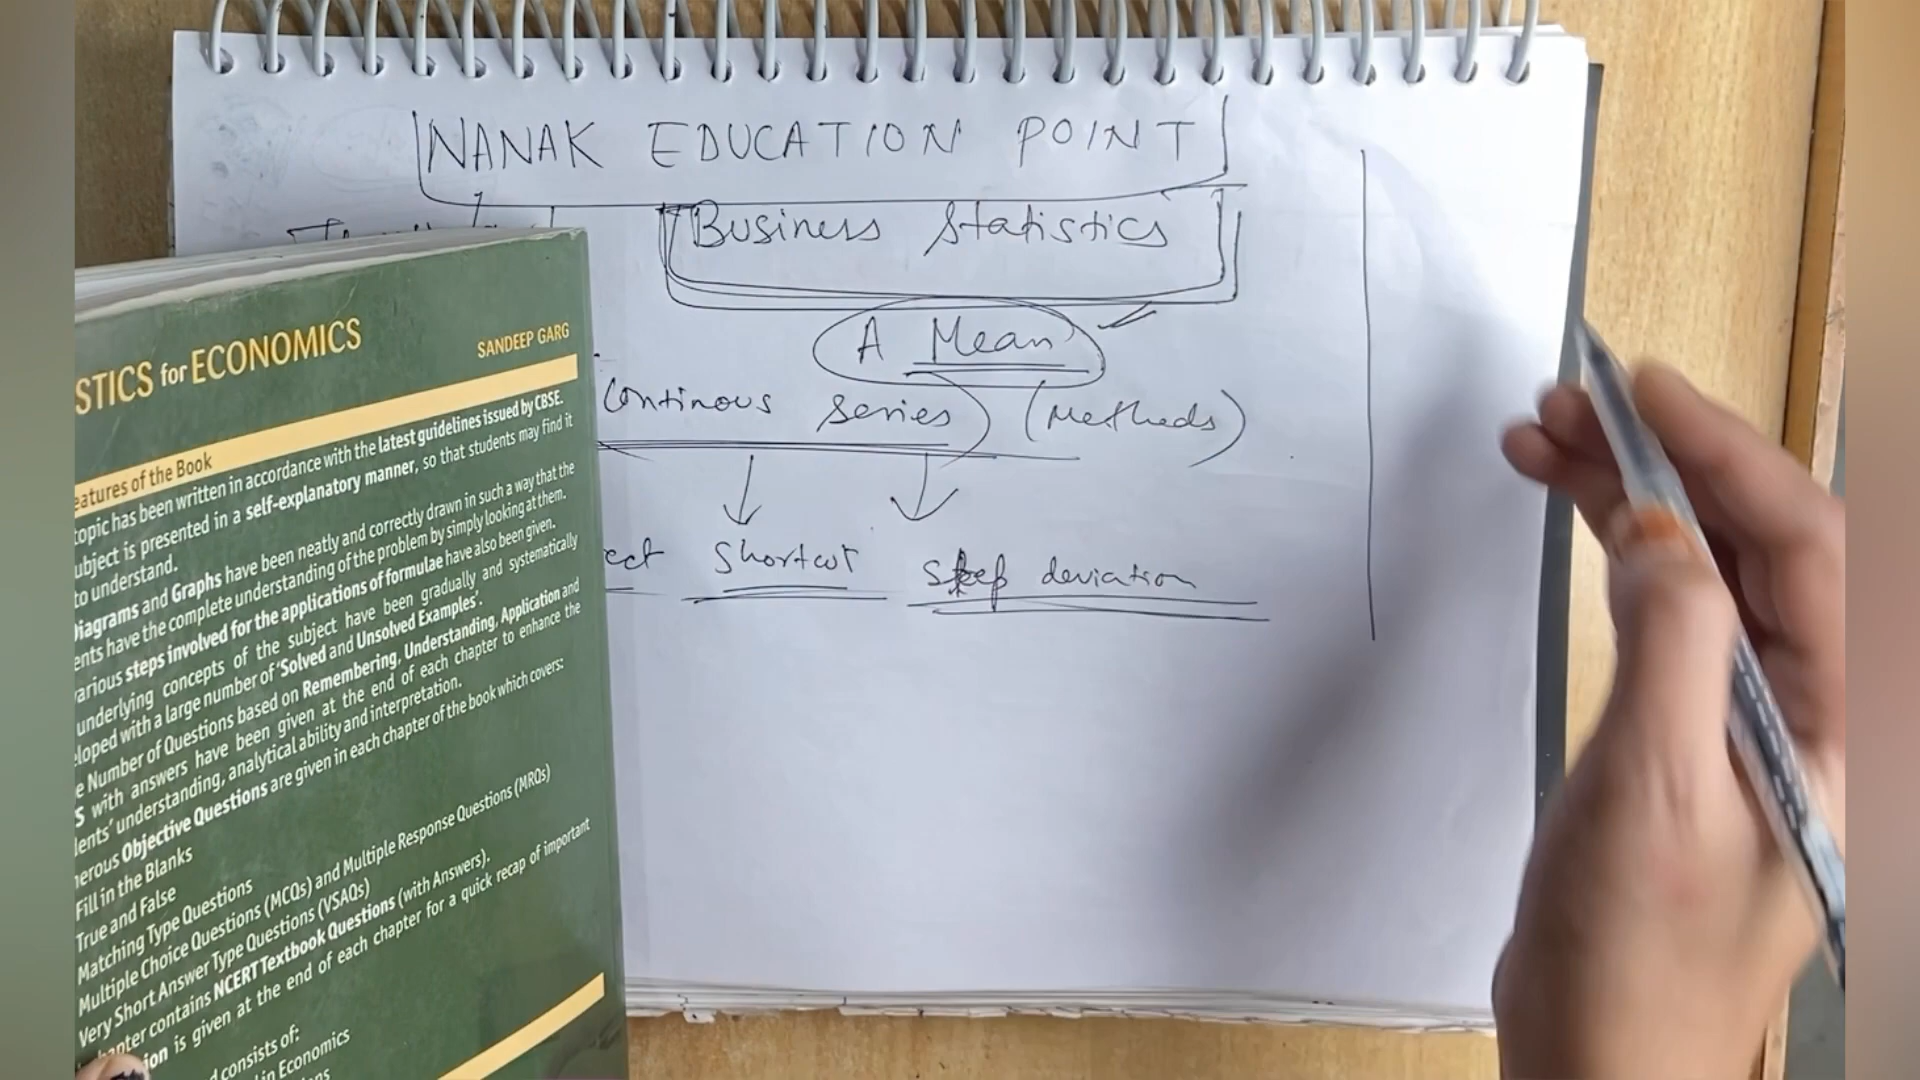 NANAK EDUCATION POINT
Business Statistics
A Mean
Continous series) (Methods)
ect shortcut step deviation
STICS for ECONOMICS
SANDEEP GARG
eatures of the Book
topic has been written in accordance with the latest guidelines issued by CBSE.
ubject is presented in a self-explanatory manner, so that students may find it
to understand.
Diagrams and Graphs have been neatly and correctly drawn in such a way that the
ents have the complete understanding of the problem by simply looking at them.
various steps involved for the applications of formulae have also been given.
underlying concepts of the subject have been gradually and systematically
eloped with a large number of 'Solved and Unsolved Examples'.
e Number of Questions based on Remembering, Understanding, Application and
S with answers have been given at the end of each chapter to enhance the
dents' understanding, analytical ability and interpretation.
nerous Objective Questions are given in each chapter of the book which covers:
Fill in the Blanks
True and False
Matching Type Questions
Multiple Choice Questions (MCQs) and Multiple Response Questions (MRQs)
Very Short Answer Type Questions (VSAQs)
hapter contains NCERT Textbook Questions (with Answers).
ion is given at the end of each chapter for a quick recap of important
d consists of:
in Economics